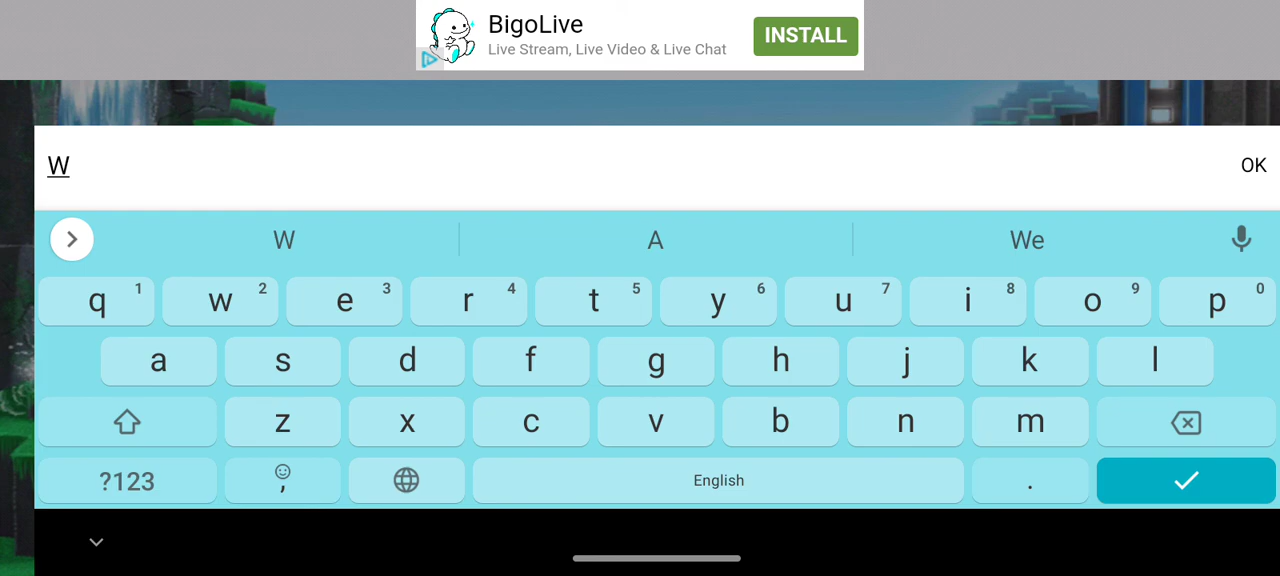 BigoLive
Live Stream, Live Video & Live Chat
INSTALL
W
OK
W A We
q 1 w 2 e 3 r 4 t 5 y 6 u 7 i 8 o 9 p 0
a s d f g h j k l
z x c v b n m
?123 , English .